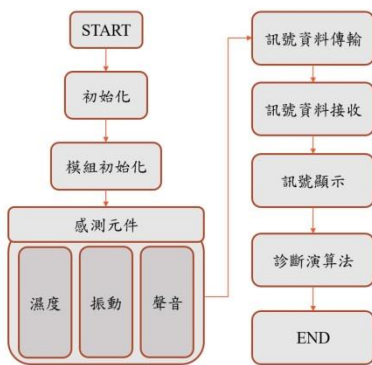 START
初始化
模組初始化
感測元件
濕度
振動
聲音
訊號資料傳輸
訊號資料接收
訊號顯示
診斷演算法
END